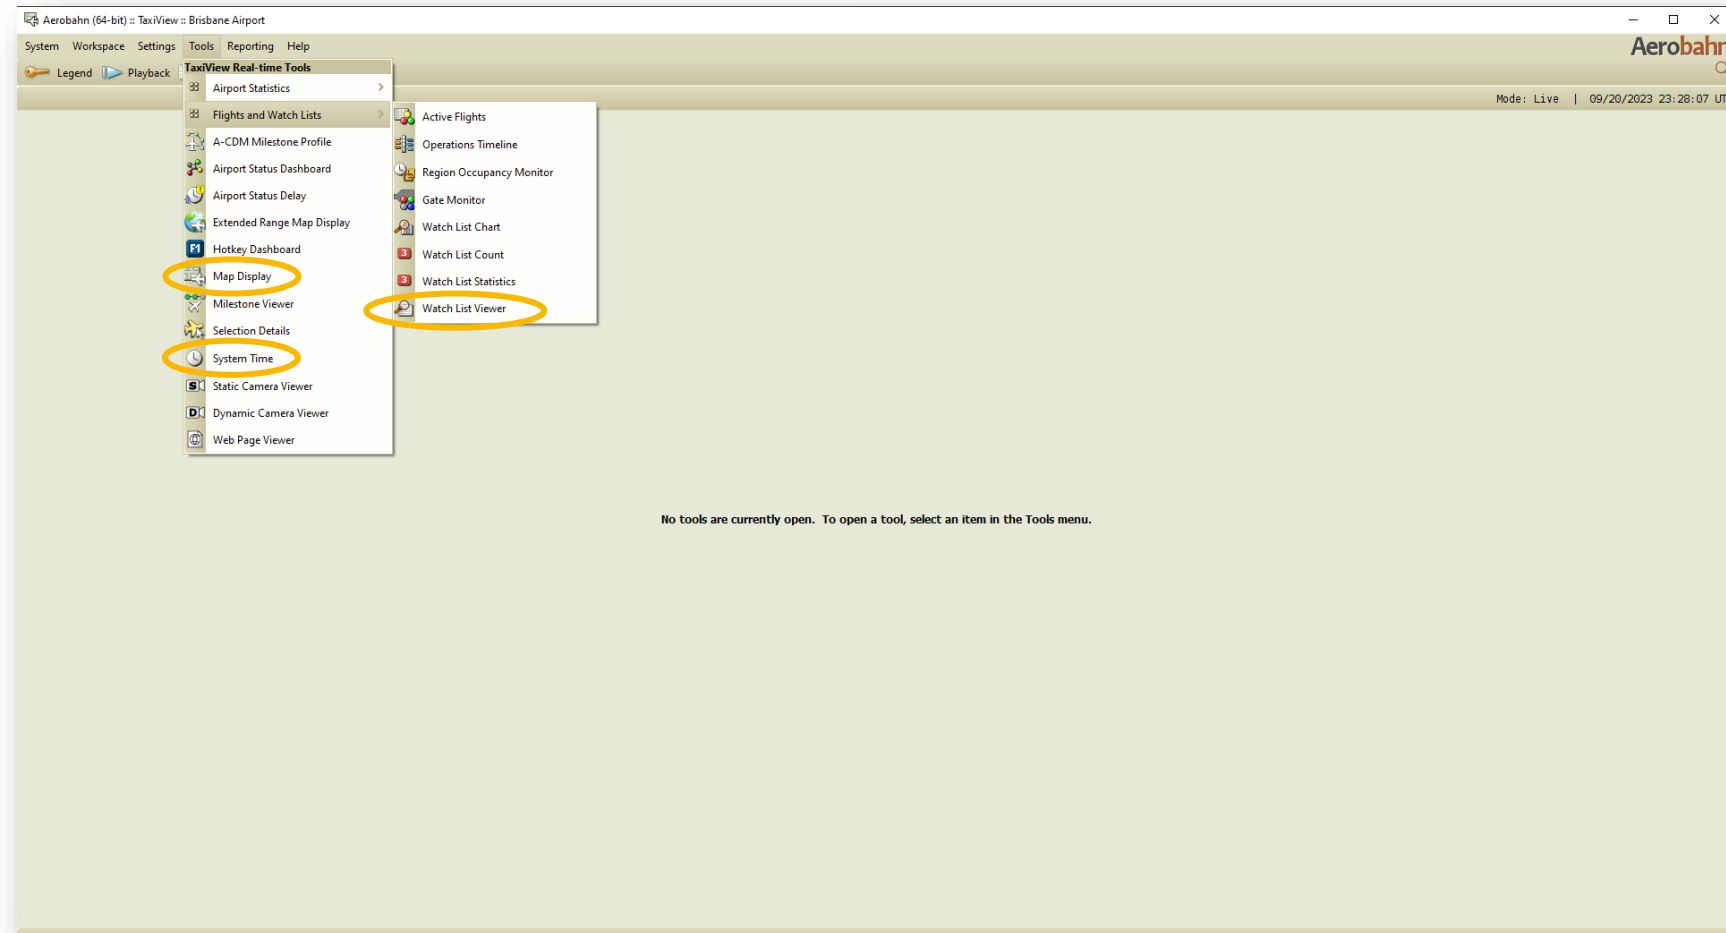 Aerobahn (64-bit) :: TaxiView :: Brisbane Airport
System Workspace Settings Tools Reporting Help
Aerobahn
Legend Playback
TaxiView Real-time Tools
Airport Statistics
Mode: Live | 09/20/2023 23:28:07 UT
Flights and Watch Lists
A-CDM Milestone Profile
Airport Status Dashboard
Airport Status Delay
Extended Range Map Display
F1 Hotkey Dashboard
Map Display
Milestone Viewer
Selection Details
System Time
S Static Camera Viewer
D Dynamic Camera Viewer
Web Page Viewer
Active Flights
Operations Timeline
Region Occupancy Monitor
Gate Monitor
Watch List Chart
3 Watch List Count
3 Watch List Statistics
Watch List Viewer
No tools are currently open. To open a tool, select an item in the Tools menu.